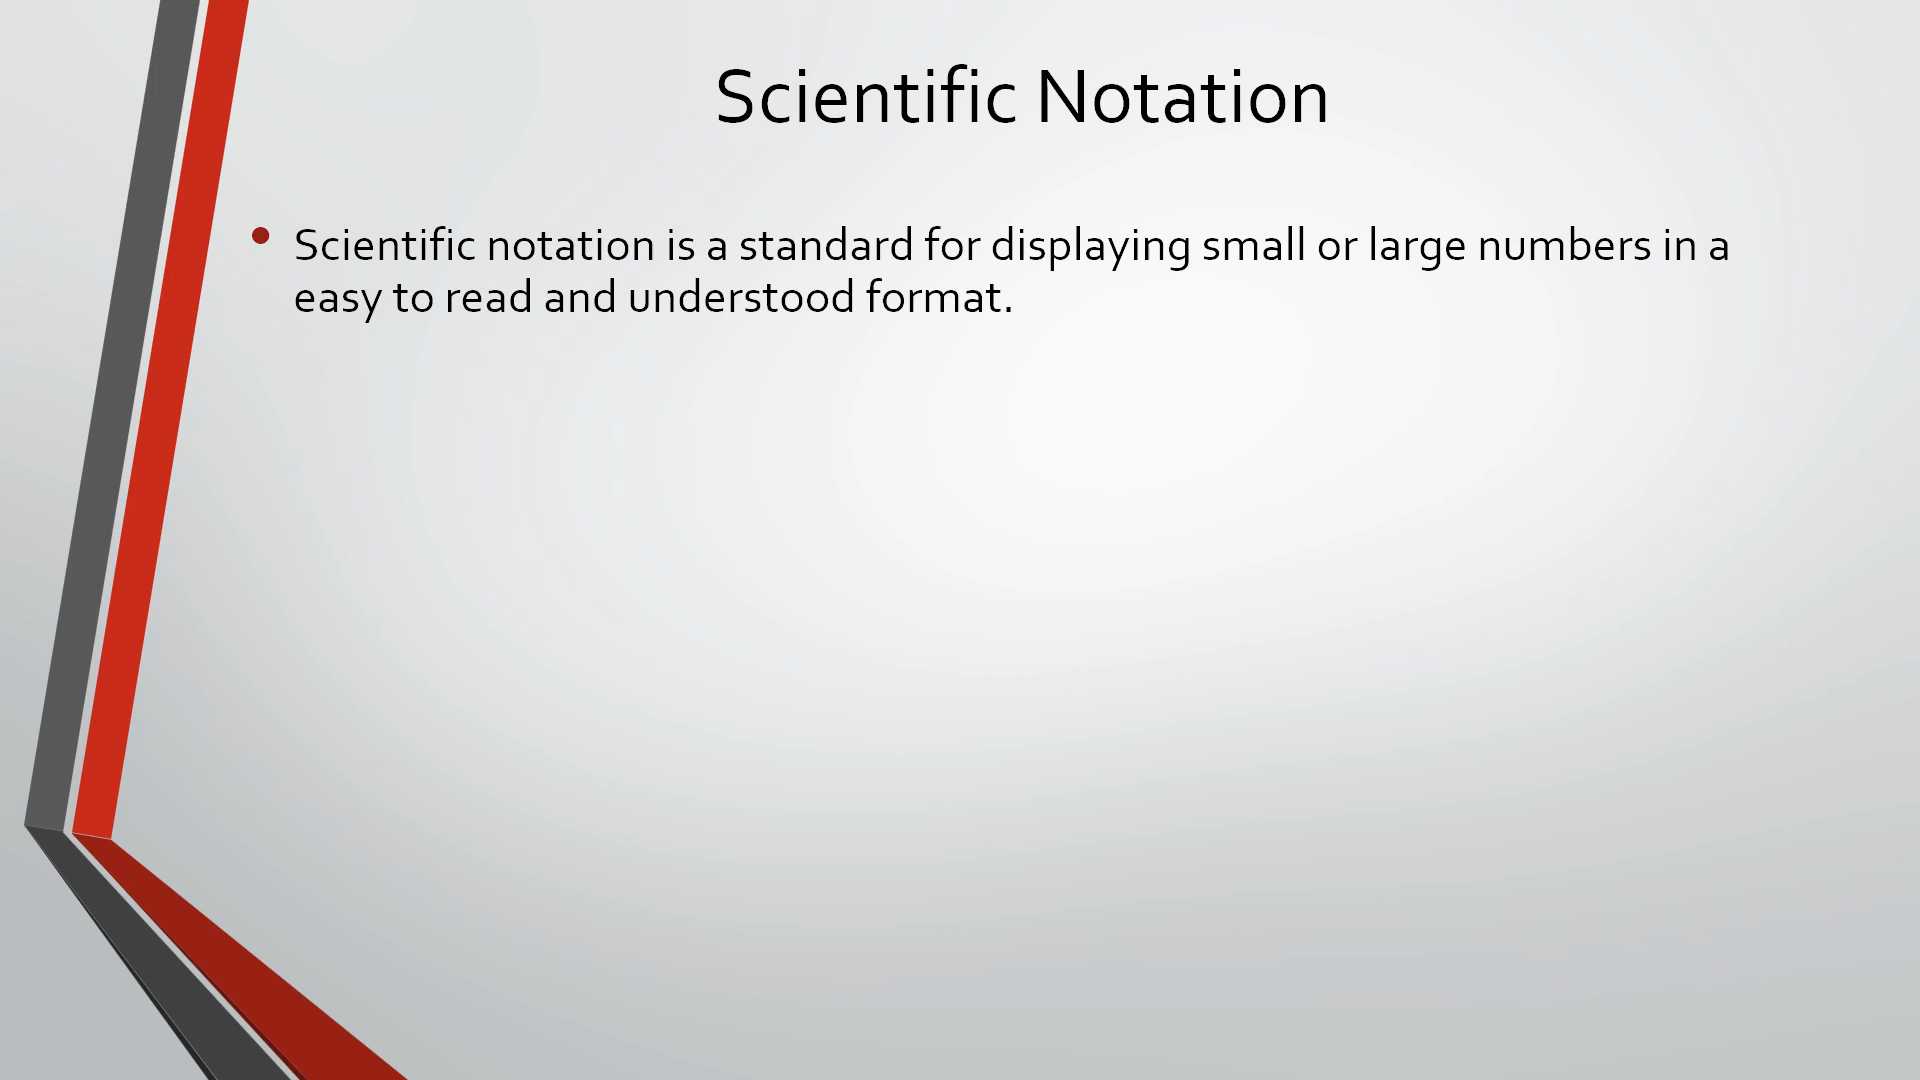 Scientific Notation
• Scientific notation is a standard for displaying small or large numbers in a
easy to read and understood format.